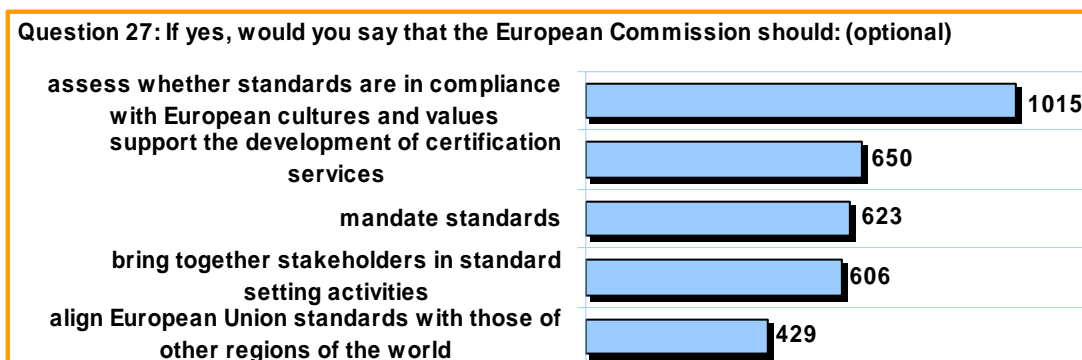 Question 27: If yes, would you say that the European Commission should: (optional)
assess whether standards are in compliance
with European cultures and values
1015
support the development of certification
services
650
mandate standards
623
bring together stakeholders in standard
setting activities
606
align European Union standards with those of
other regions of the world
429